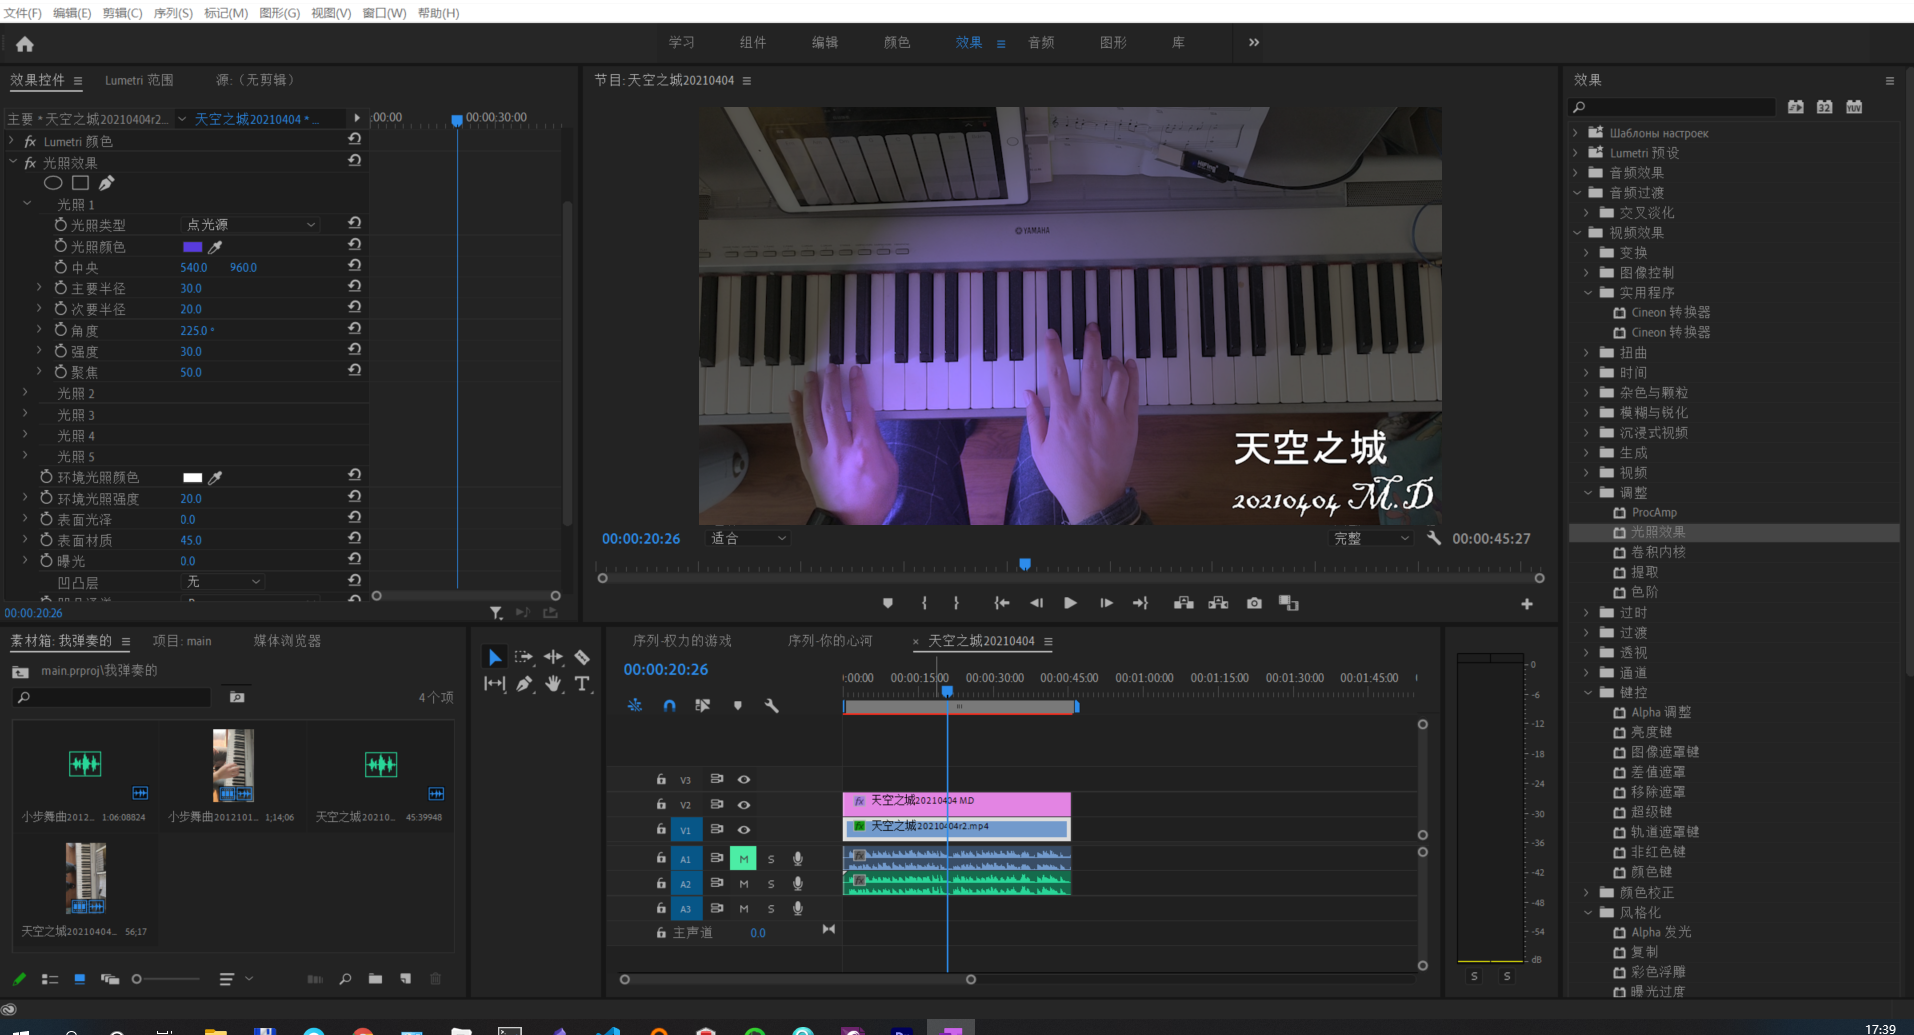 文件(F) 编辑(E) 剪辑(C) 序列(S) 标记(M) 图形(G) 视图(V) 窗口(W) 帮助(H)
学习 组件 编辑 颜色 效果 音频 图形 库
效果控件 Lumetri 范围 源:（无剪辑）
主要 * 天空之城20210404r2... 天空之城20210404 * ...
:00:00 00:00:30:00
fx Lumetri 颜色
fx 光照效果
光照 1
光照类型 点光源
光照颜色
中央 540.0 960.0
主要半径 30.0
次要半径 20.0
角度 225.0 °
强度 30.0
聚焦 50.0
光照 2
光照 3
光照 4
光照 5
环境光照颜色
环境光照强度 20.0
表面光泽 0.0
表面材质 45.0
曝光 0.0
凹凸层 无
00:00:20:26
节目: 天空之城20210404
YAMAHA
天空之城
20210404 M.D
00:00:20:26 适合 完整 00:00:45:27
效果
32 YUV
Шаблоны настроек
Lumetri 预设
音频效果
音频过渡
交叉淡化
视频效果
变换
图像控制
实用程序
Cineon 转换器
Cineon 转换器
扭曲
时间
杂色与颗粒
模糊与锐化
沉浸式视频
生成
视频
调整
ProcAmp
光照效果
卷积内核
提取
色阶
过时
过渡
透视
通道
键控
Alpha 调整
亮度键
图像遮罩键
差值遮罩
移除遮罩
超级键
轨道遮罩键
非红色键
颜色键
颜色校正
风格化
Alpha 发光
复制
彩色浮雕
曝光过度
素材箱: 我弹奏的 项目: main 媒体浏览器
main.prproj\我弹奏的
4个项
小步舞曲2012... 1:06:08824
小步舞曲2012101... 1;14;06
天空之城20210... 45:39948
天空之城20210404... 56;17
序列-权力的游戏 序列-你的心河 × 天空之城20210404
00:00:20:26
:00:00 00:00:15:00 00:00:30:00 00:00:45:00 00:01:00:00 00:01:15:00 00:01:30:00 00:01:45:00
V3
V2 fx 天空之城20210404 M.D
V1 fx 天空之城20210404r2.mp4
A1 M S fx
A2 M S fx
A3 M S
主声道 0.0
0
-6
-12
-18
-24
-30
-36
-42
-48
-54
dB
S S
17:39